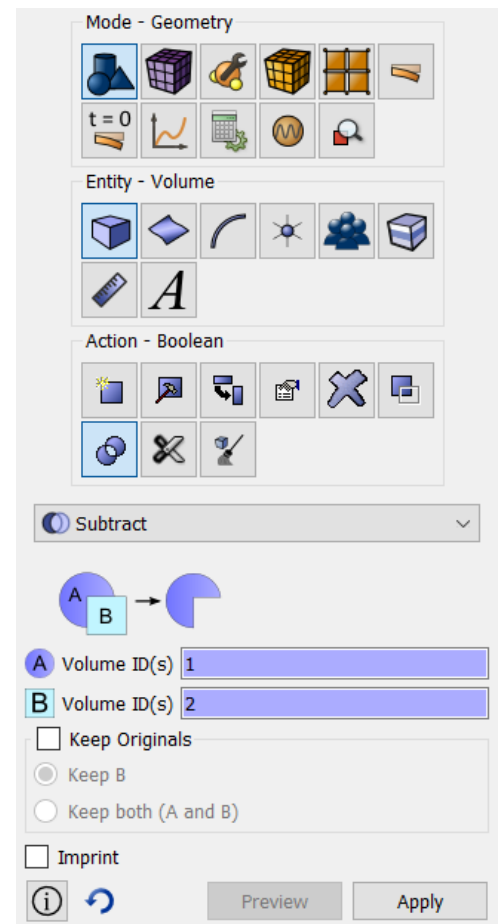 Mode - Geometry
t = 0
Entity - Volume
A
Action - Boolean
Subtract
A
B
A Volume ID(s) 1
B Volume ID(s) 2
Keep Originals
Keep B
Keep both (A and B)
Imprint
i
Preview Apply